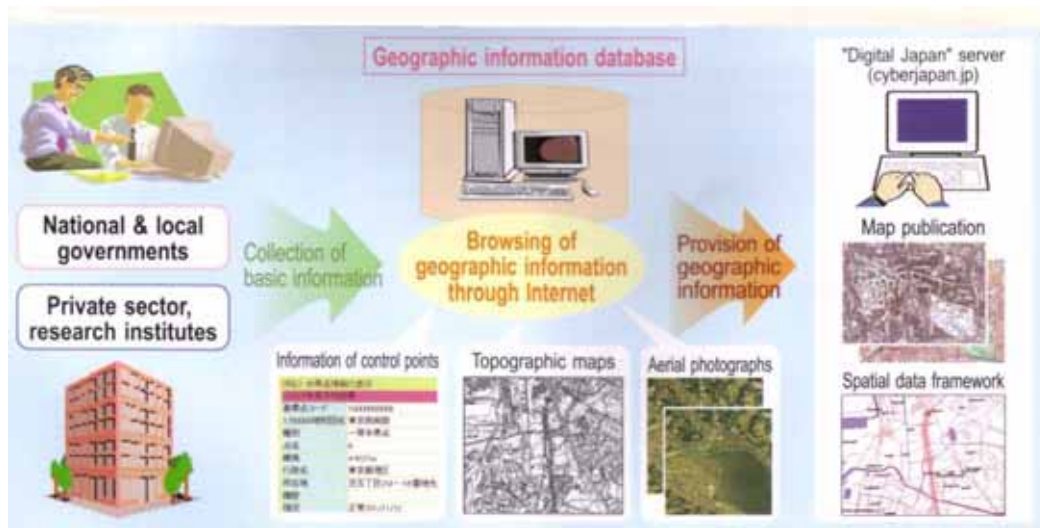 Geographic information database
"Digital Japan" server
(cyberjapan.jp)
National & local
governments
Private sector,
research institutes
Collection of
basic information
Browsing of
geographic information
through Internet
Provision of
geographic
information
Map publication
Spatial data framework
Information of control points
Topographic maps
Aerial photographs